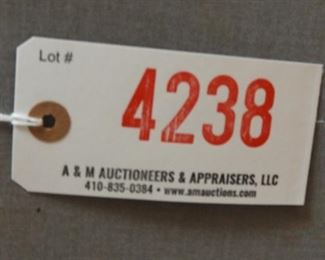 Lot #
4238
A & M AUCTIONEERS & APPRAISERS, LLC
410-835-0384 • www.amauctions.com